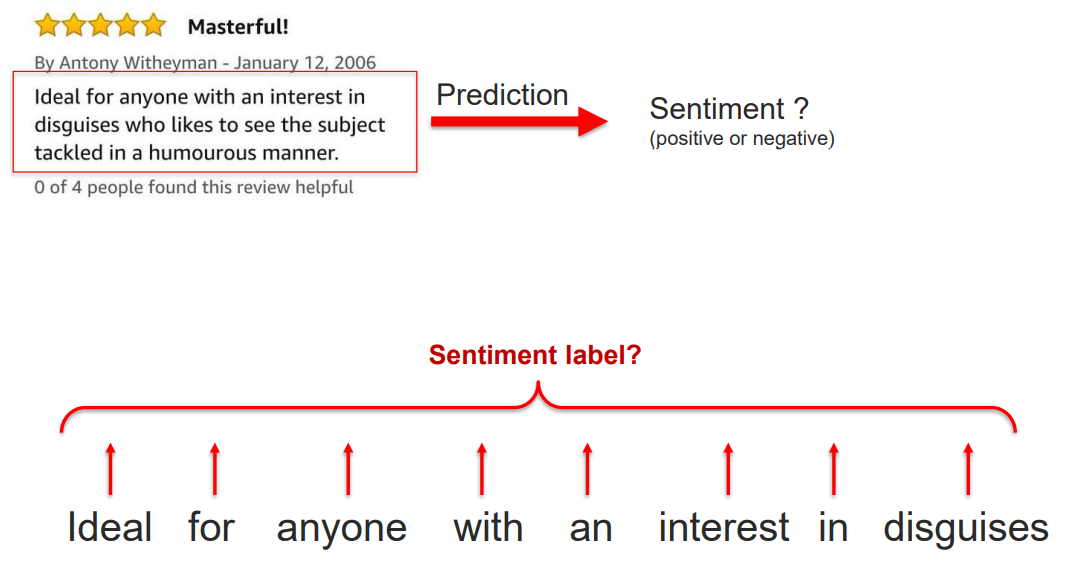 Masterful!
By Antony Witheyman - January 12, 2006
Ideal for anyone with an interest in
disguises who likes to see the subject
tackled in a humourous manner.
0 of 4 people found this review helpful
Prediction
Sentiment ?
(positive or negative)
Sentiment label?
Ideal for anyone with an interest in disguises